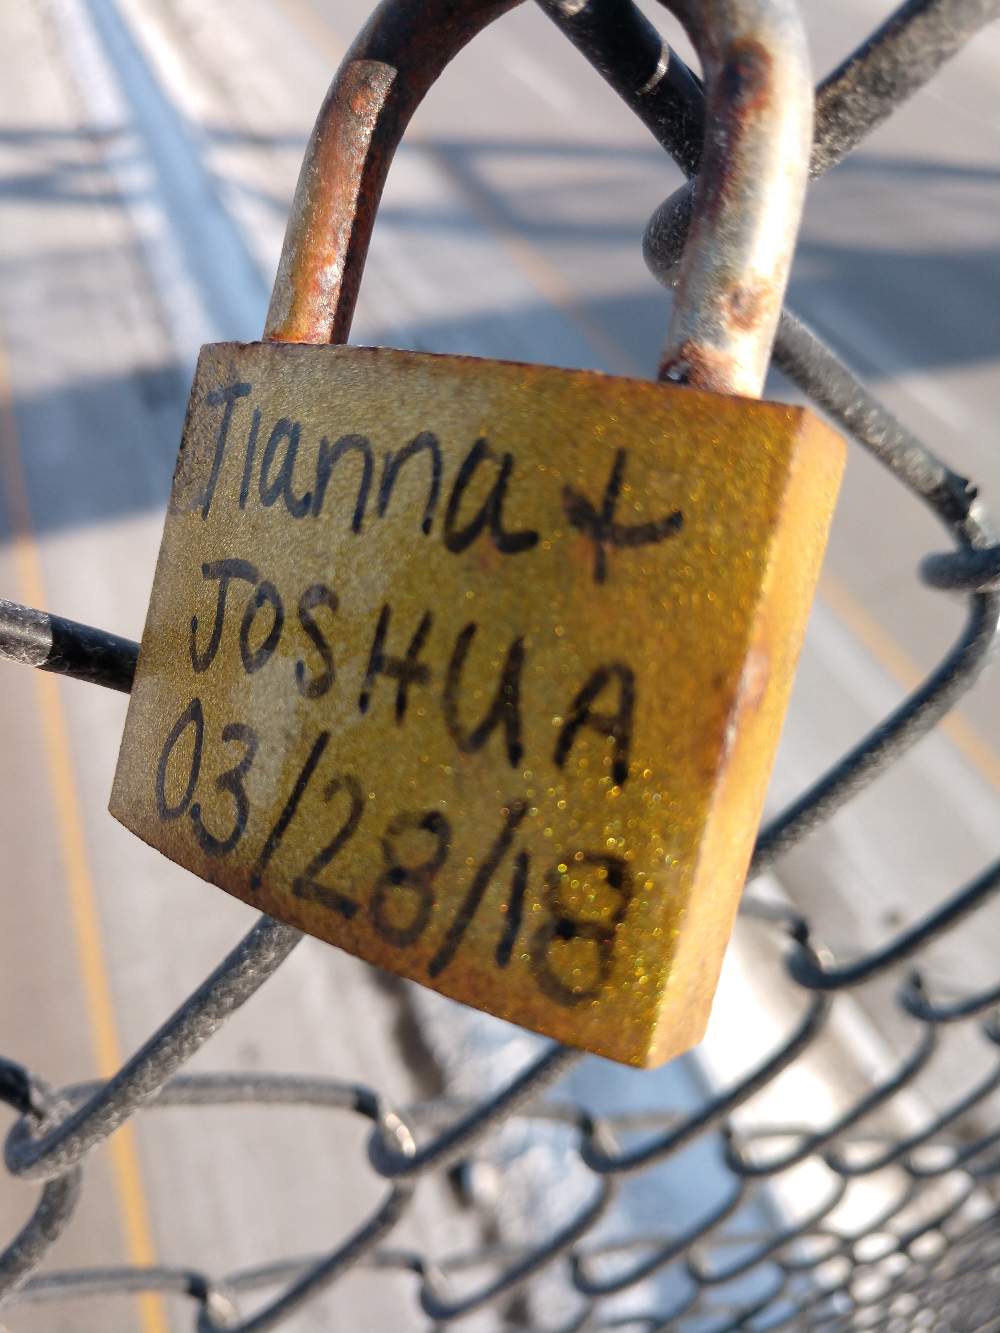 Tianna +
JOSHUA
03/28/18